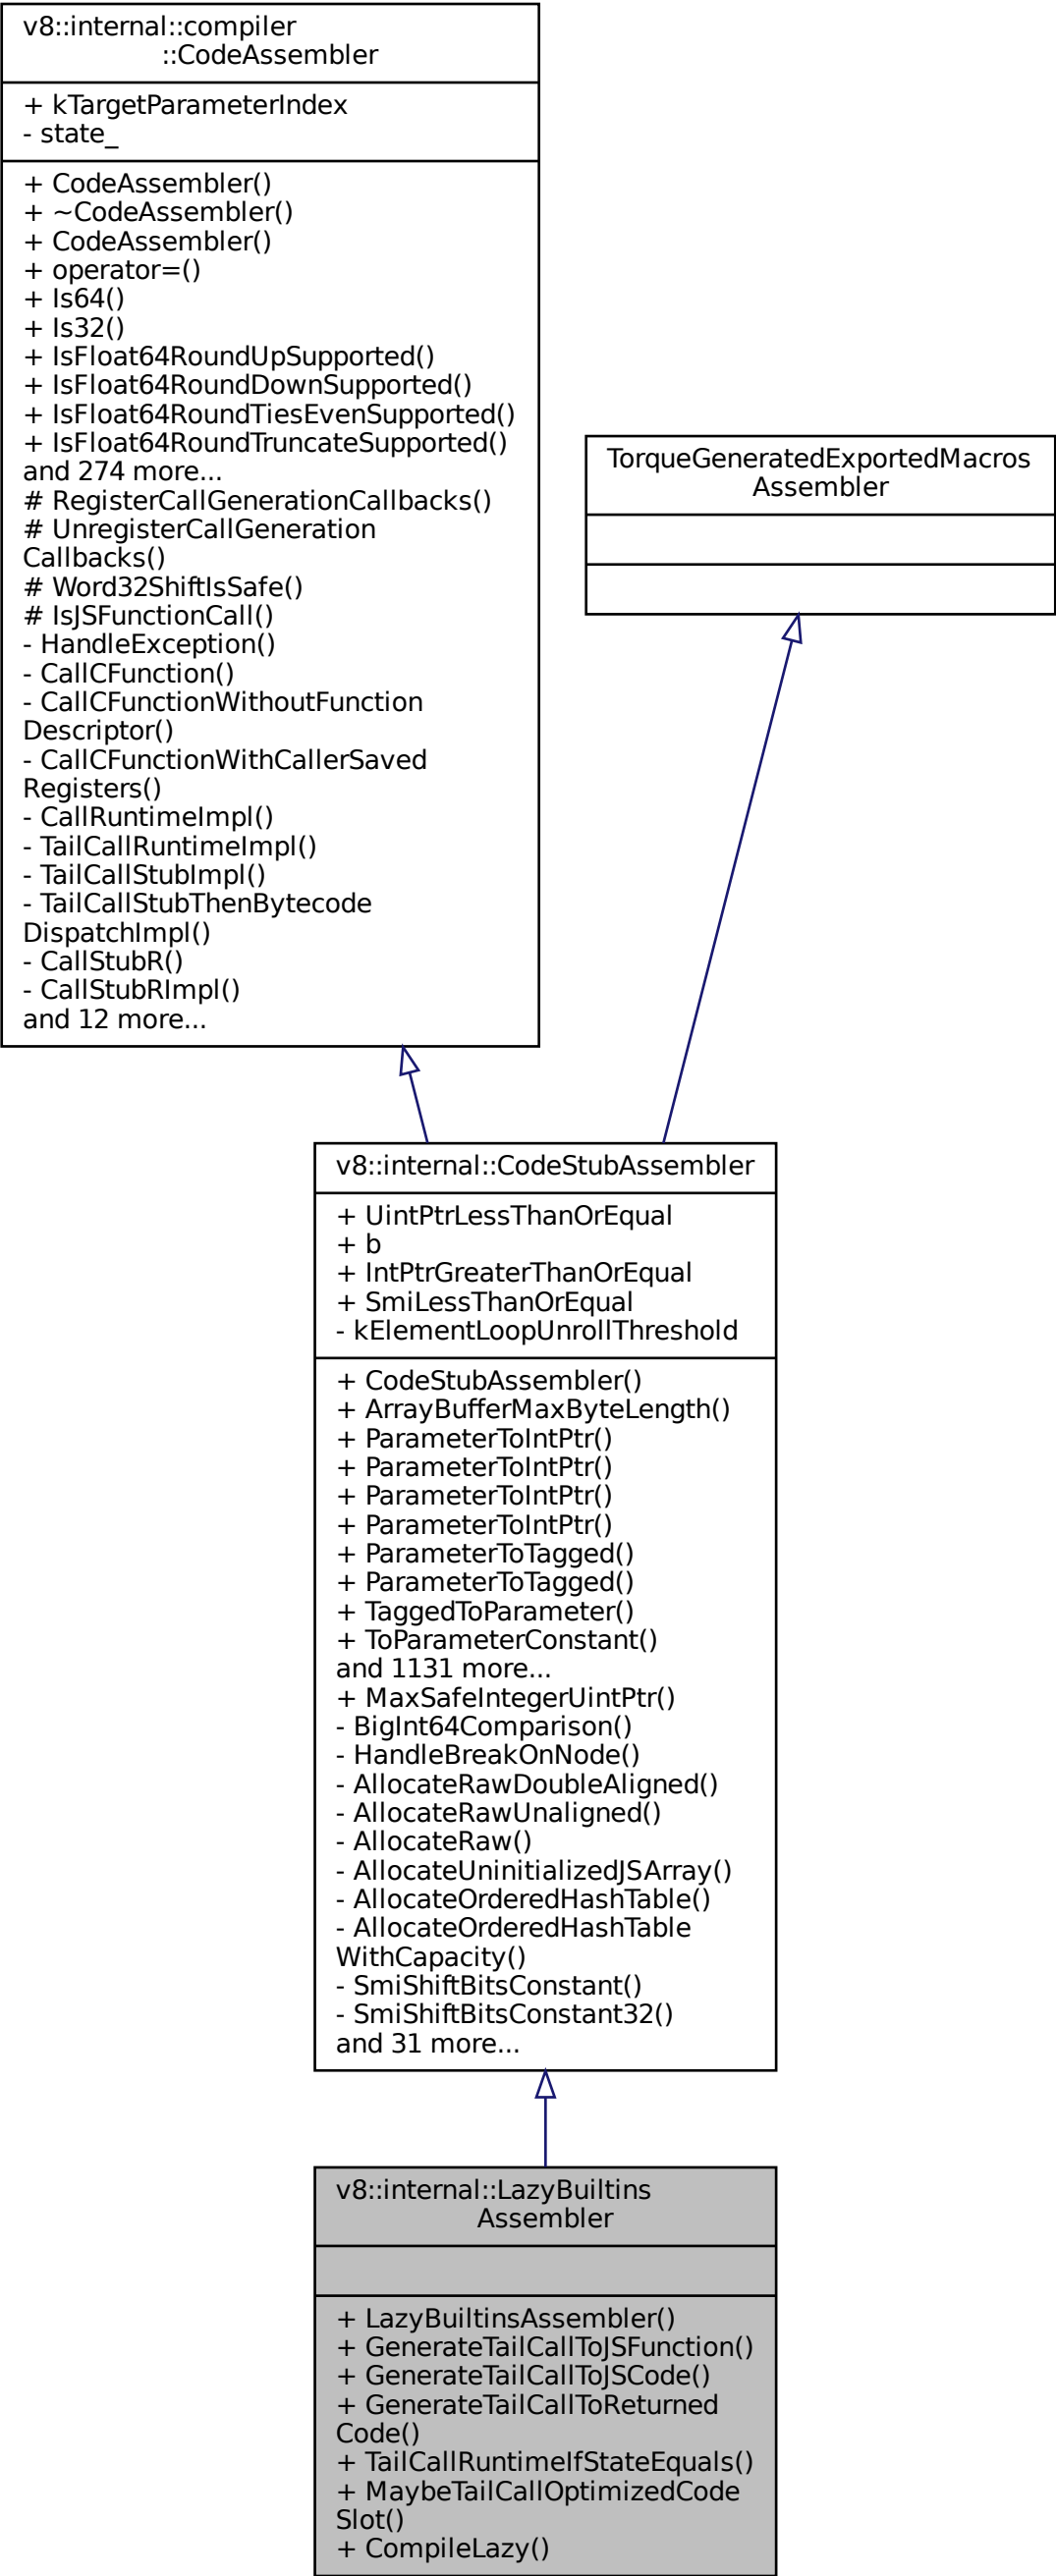 v8::internal::compiler
::CodeAssembler
+ kTargetParameterIndex
- state_
+ CodeAssembler()
+ ~CodeAssembler()
+ CodeAssembler()
+ operator=()
+ Is64()
+ Is32()
+ IsFloat64RoundUpSupported()
+ IsFloat64RoundDownSupported()
+ IsFloat64RoundTiesEvenSupported()
+ IsFloat64RoundTruncateSupported()
and 274 more...
# RegisterCallGenerationCallbacks()
# UnregisterCallGeneration
Callbacks()
# Word32ShiftIsSafe()
# IsJSFunctionCall()
- HandleException()
- CallCFunction()
- CallCFunctionWithoutFunction
Descriptor()
- CallCFunctionWithCallerSaved
Registers()
- CallRuntimeImpl()
- TailCallRuntimeImpl()
- TailCallStubImpl()
- TailCallStubThenBytecode
DispatchImpl()
- CallStubR()
- CallStubRImpl()
and 12 more...
TorqueGeneratedExportedMacros
Assembler
v8::internal::CodeStubAssembler
+ UintPtrLessThanOrEqual
+ b
+ IntPtrGreaterThanOrEqual
+ SmiLessThanOrEqual
- kElementLoopUnrollThreshold
+ CodeStubAssembler()
+ ArrayBufferMaxByteLength()
+ ParameterToIntPtr()
+ ParameterToIntPtr()
+ ParameterToIntPtr()
+ ParameterToIntPtr()
+ ParameterToTagged()
+ ParameterToTagged()
+ TaggedToParameter()
+ ToParameterConstant()
and 1131 more...
+ MaxSafeIntegerUintPtr()
- BigInt64Comparison()
- HandleBreakOnNode()
- AllocateRawDoubleAligned()
- AllocateRawUnaligned()
- AllocateRaw()
- AllocateUninitializedJSArray()
- AllocateOrderedHashTable()
- AllocateOrderedHashTable
WithCapacity()
- SmiShiftBitsConstant()
- SmiShiftBitsConstant32()
and 31 more...
v8::internal::LazyBuiltins
Assembler
+ LazyBuiltinsAssembler()
+ GenerateTailCallToJSFunction()
+ GenerateTailCallToJSCode()
+ GenerateTailCallToReturned
Code()
+ TailCallRuntimeIfStateEquals()
+ MaybeTailCallOptimizedCode
Slot()
+ CompileLazy()